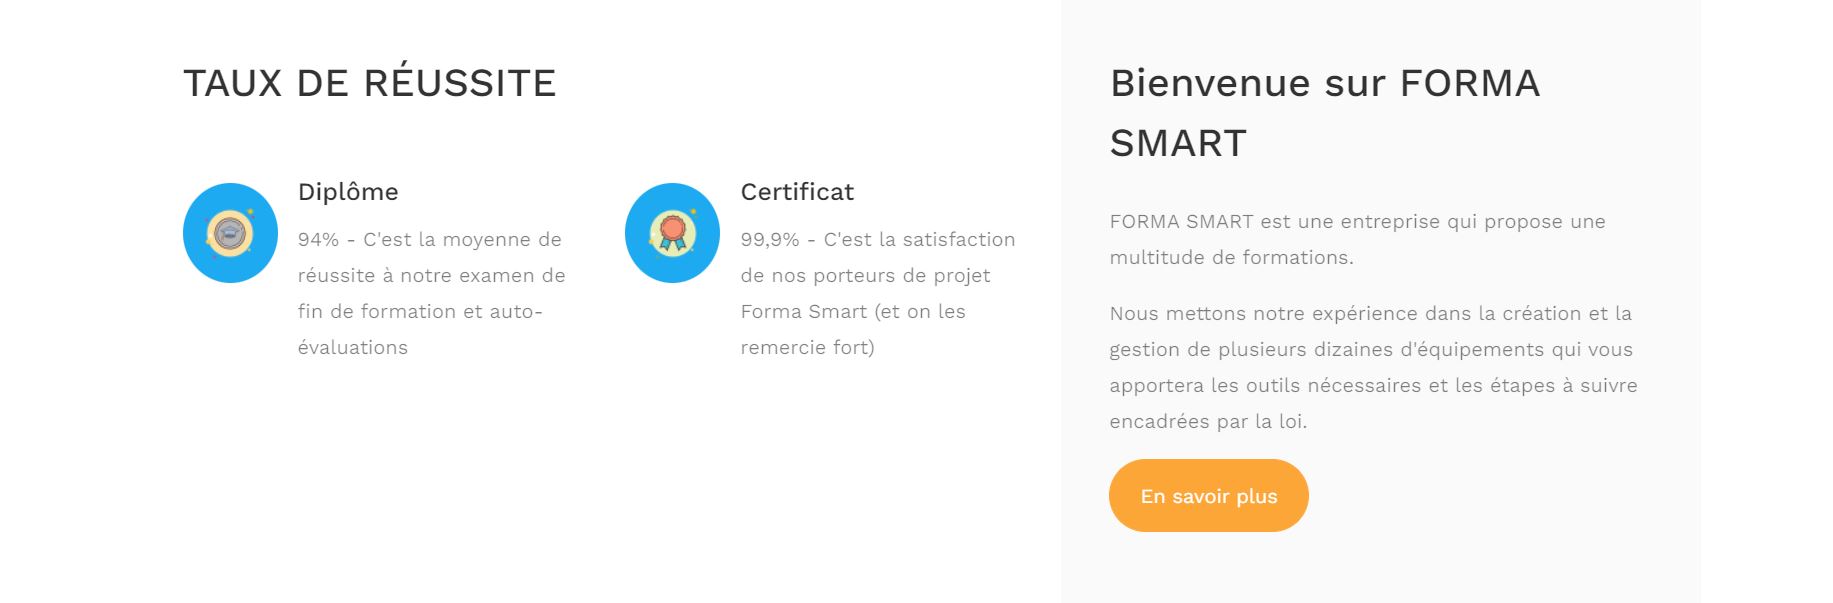 TAUX DE RÉUSSITE
Diplôme
94% - C'est la moyenne de
réussite à notre examen de
fin de formation et auto-
évaluations
Certificat
99,9% - C'est la satisfaction
de nos porteurs de projet
Forma Smart (et on les
remercie fort)
Bienvenue sur FORMA
SMART
FORMA SMART est une entreprise qui propose une
multitude de formations.
Nous mettons notre expérience dans la création et la
gestion de plusieurs dizaines d'équipements qui vous
apportera les outils nécessaires et les étapes à suivre
encadrées par la loi.
En savoir plus